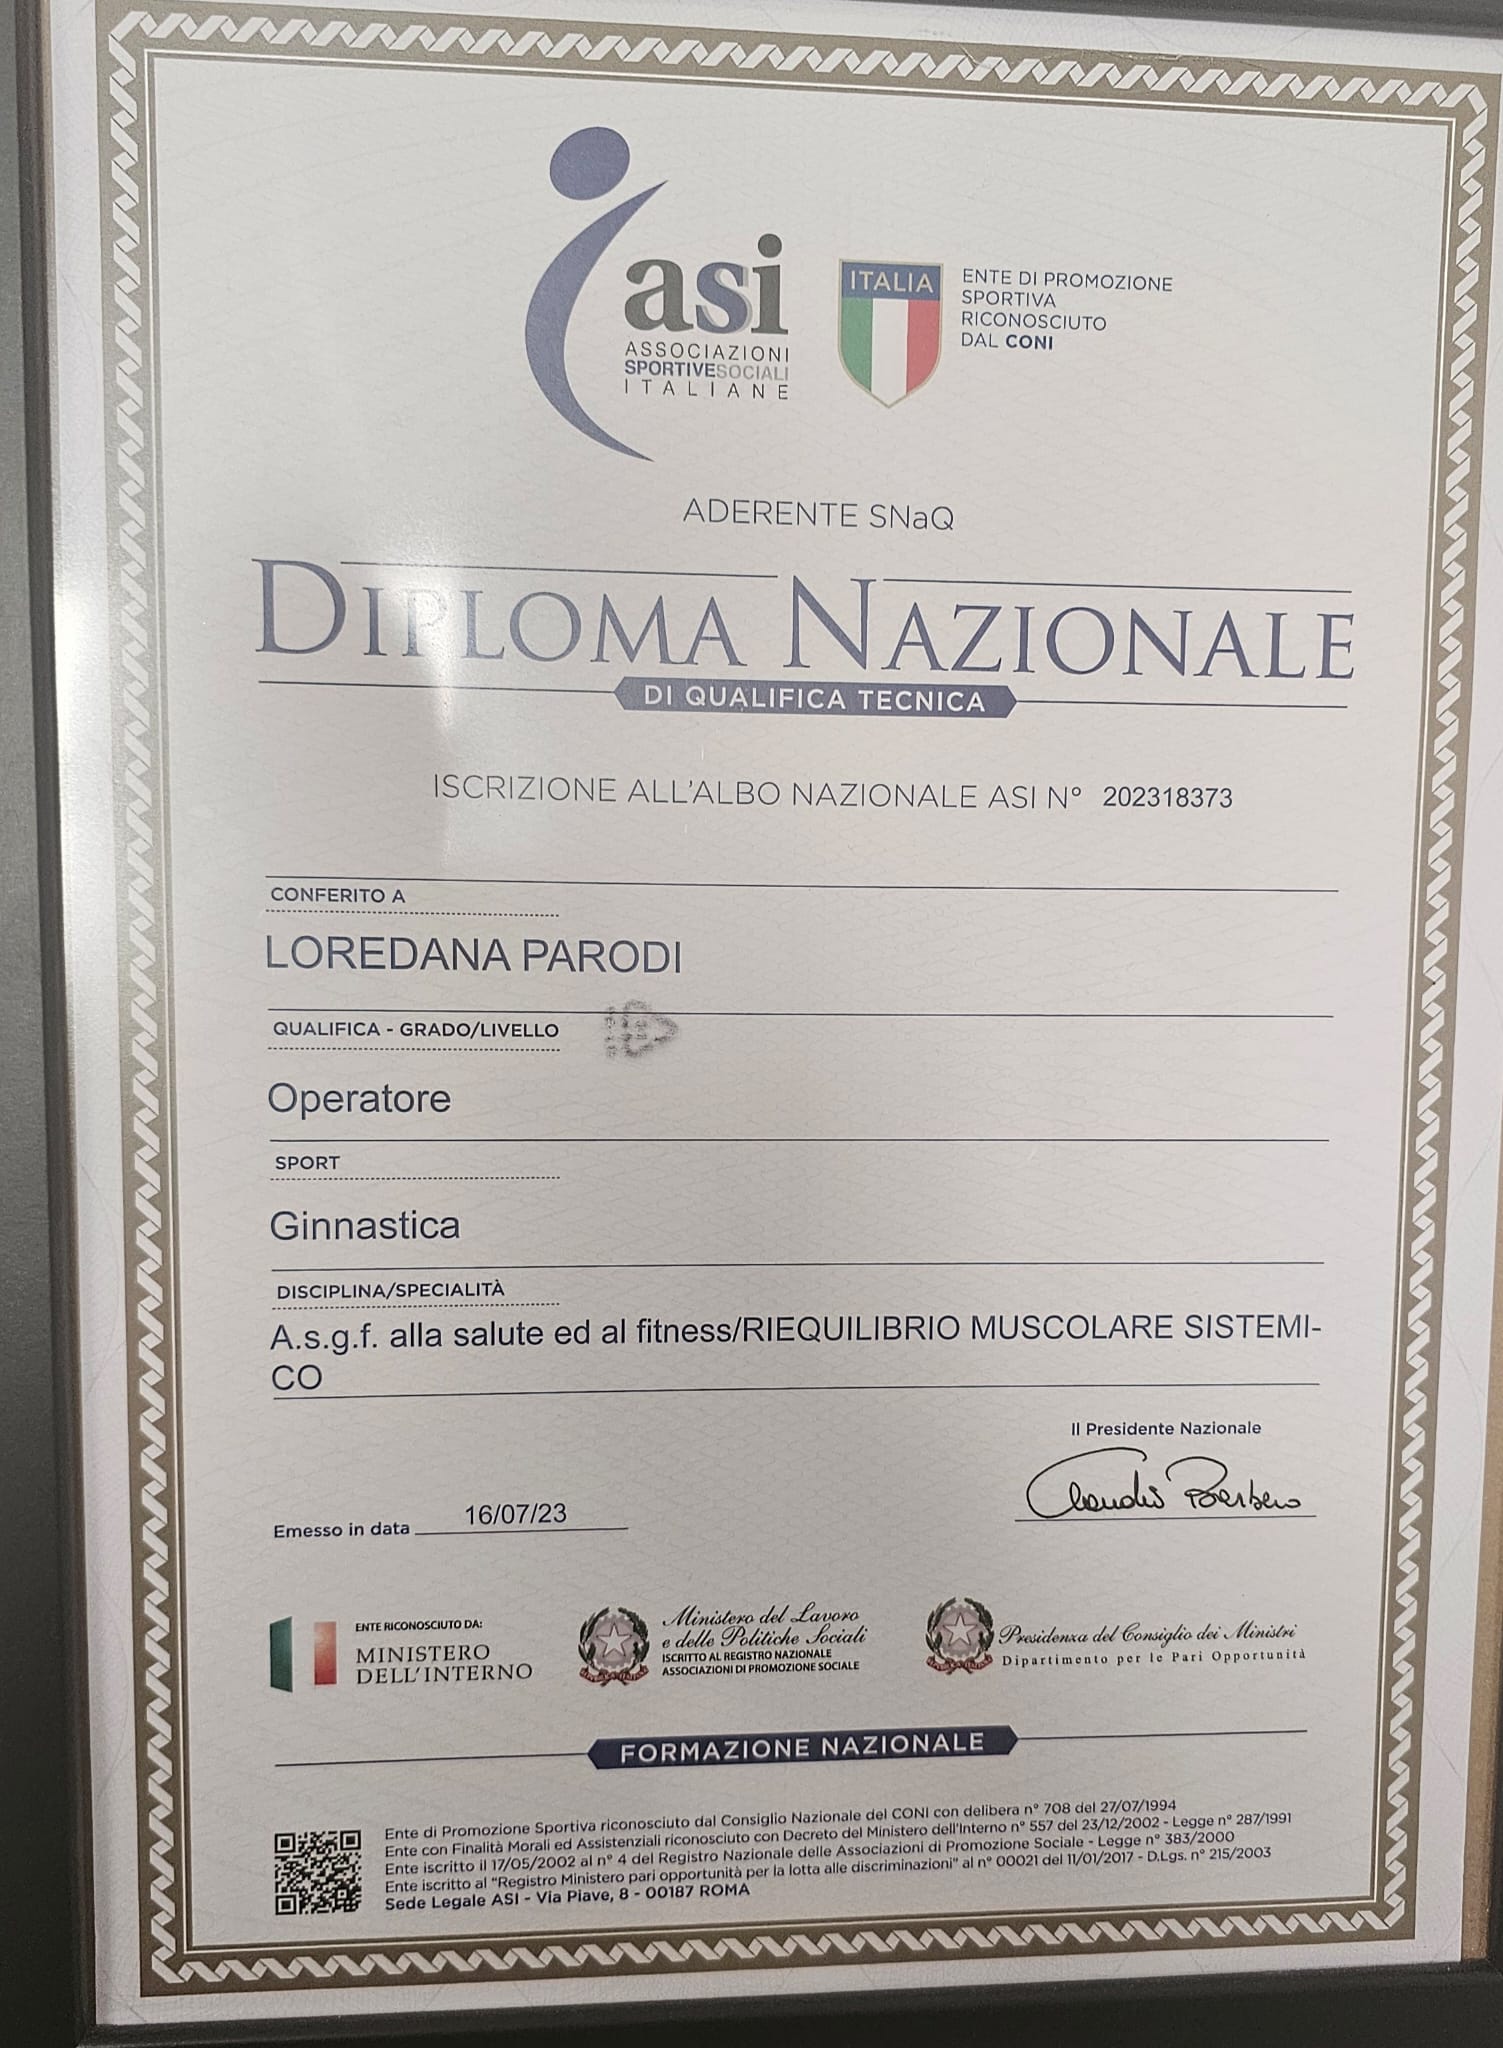 asi
ASSOCIAZIONI
SPORTIVESOCIALI
ITALIANE
ITALIA
ENTE DI PROMOZIONE
SPORTIVA
RICONOSCIUTO
DAL CONI
ADERENTE SNaQ
DIPLOMA NAZIONALE
DI QUALIFICA TECNICA
ISCRIZIONE ALL'ALBO NAZIONALE ASI N° 202318373
CONFERITO A
LOREDANA PARODI
QUALIFICA - GRADO/LIVELLO
Operatore
SPORT
Ginnastica
DISCIPLINA/SPECIALITÀ
A.s.g.f. alla salute ed al fitness/RIEQUILIBRIO MUSCOLARE SISTEMI-
CO
Il Presidente Nazionale
Claudio Barbaro
Emesso in data 16/07/23
ENTE RICONOSCIUTO DA:
MINISTERO
DELL'INTERNO
Ministero del Lavoro
e delle Politiche Sociali
ISCRITTO AL REGISTRO NAZIONALE
ASSOCIAZIONI DI PROMOZIONE SOCIALE
Presidenza del Consiglio dei Ministri
Dipartimento per le Pari Opportunità
FORMAZIONE NAZIONALE
Ente di Promozione Sportiva riconosciuto dal Consiglio Nazionale del CONI con delibera n° 708 del 27/07/1994
Ente con Finalità Morali ed Assistenziali riconosciuto con Decreto del Ministero dell'Interno n° 557 del 23/12/2002 - Legge n° 287/1991
Ente iscritto il 17/05/2002 al n° 4 del Registro Nazionale delle Associazioni di Promozione Sociale - Legge n° 383/2000
Ente iscritto al "Registro Ministero pari opportunità per la lotta alle discriminazioni" al n° 00021 del 11/01/2017 - D.Lgs. n° 215/2003
Sede Legale ASI - Via Piave, 8 - 00187 ROMA